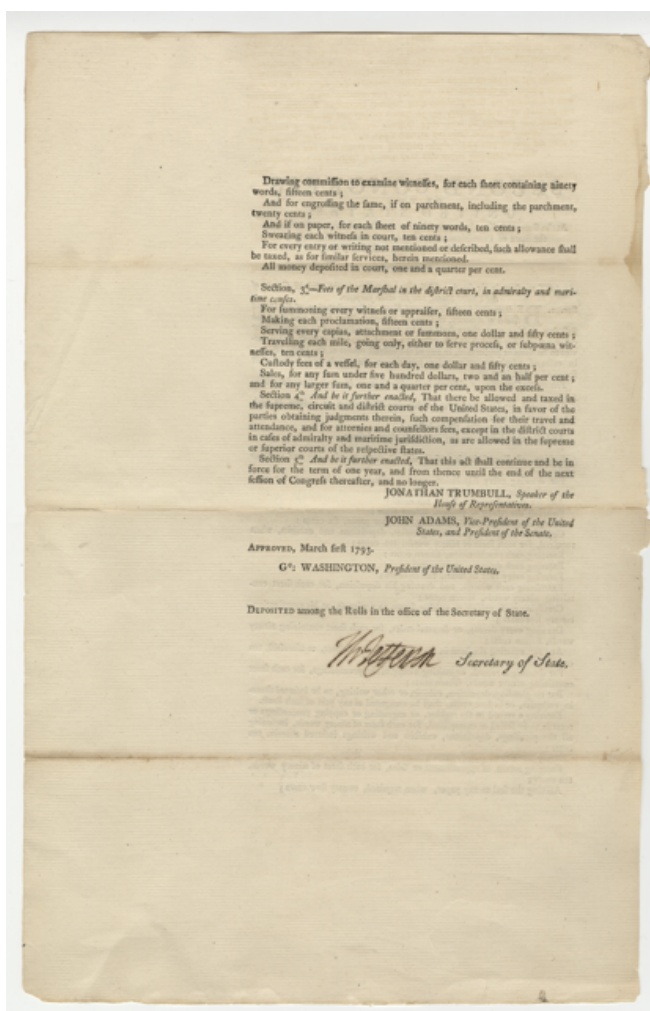 Drawing commiſſion to examine witneſſes, for each ſheet containing ninety
words, fifteen cents ;
And for engroſſing the ſame, if on parchment, including the parchment,
twenty cents ;
And if on paper, for each ſheet of ninety words, ten cents ;
Swearing each witneſs in court, ten cents ;
For every entry or writing not mentioned or deſcribed, ſuch allowance ſhall
be taxed, as for ſimilar ſervices, herein mentioned.
All money depoſited in court, one and a quarter per cent.
Section, 3d—Fees of the Marſhal in the diſtrict court, in admiralty and mari-
time cauſes.
For ſummoning every witneſs or appraiſer, fifteen cents ;
Making each proclamation, fifteen cents ;
Serving every capias, attachment or ſummons, one dollar and fifty cents ;
Travelling each mile, going only, either to ſerve proceſs, or ſubpœna wit-
neſſes, ten cents ;
Cuſtody fees of a veſſel, for each day, one dollar and fifty cents ;
Sales, for any ſum under five hundred dollars, two and an half per cent ;
and for any larger ſum, one and a quarter per cent, upon the exceſs.
Section 4th And be it further enacted, That there be allowed and taxed in
the ſupreme, circuit and diſtrict courts of the United States, in favor of the
parties obtaining judgments therein, ſuch compenſation for their travel and
attendance, and for attornies and counſellors fees, except in the diſtrict courts
in caſes of admiralty and maritime juriſdiction, as are allowed in the ſupreme
or ſuperior courts of the reſpective ſtates.
Section 5th And be it further enacted, That this act ſhall continue and be in
force for the term of one year, and from thence until the end of the next
ſeſſion of Congreſs thereafter, and no longer.
JONATHAN TRUMBULL, Speaker of the
Houſe of Repreſentatives.
JOHN ADAMS, Vice-Preſident of the United
States, and Preſident of the Senate.
APPROVED, March firſt 1793.
Go: WASHINGTON, Preſident of the United States.
DEPOSITED among the Rolls in the office of the Secretary of State.
Th Jefferson Secretary of State.